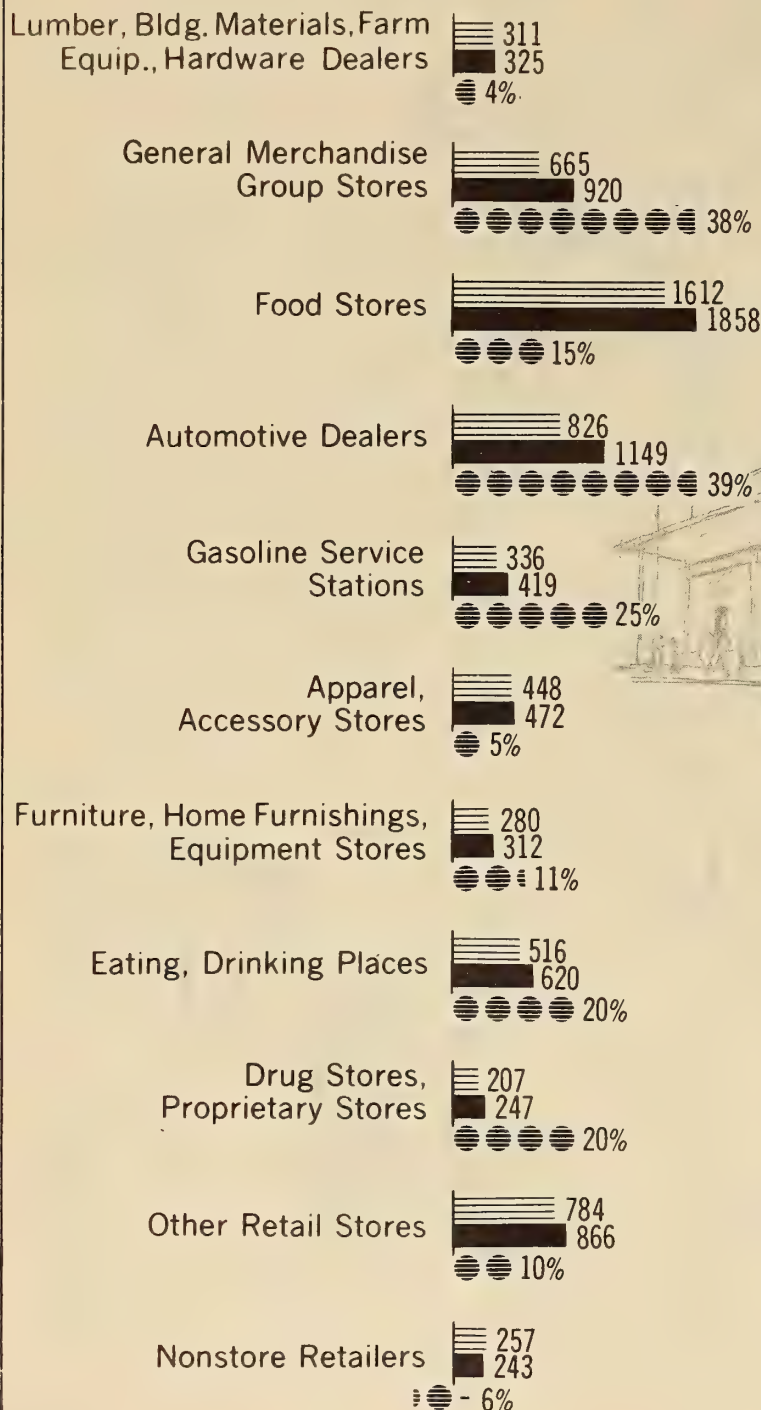 Lumber, Bldg. Materials, Farm
Equip., Hardware Dealers
311
325
4%
General Merchandise
Group Stores
665
920
38%
Food Stores
1612
1858
15%
Automotive Dealers
826
1149
39%
Gasoline Service
Stations
336
419
25%
Apparel,
Accessory Stores
448
472
5%
Furniture, Home Furnishings,
Equipment Stores
280
312
11%
Eating, Drinking Places
516
620
20%
Drug Stores,
Proprietary Stores
207
247
20%
Other Retail Stores
784
866
10%
Nonstore Retailers
257
243
- 6%